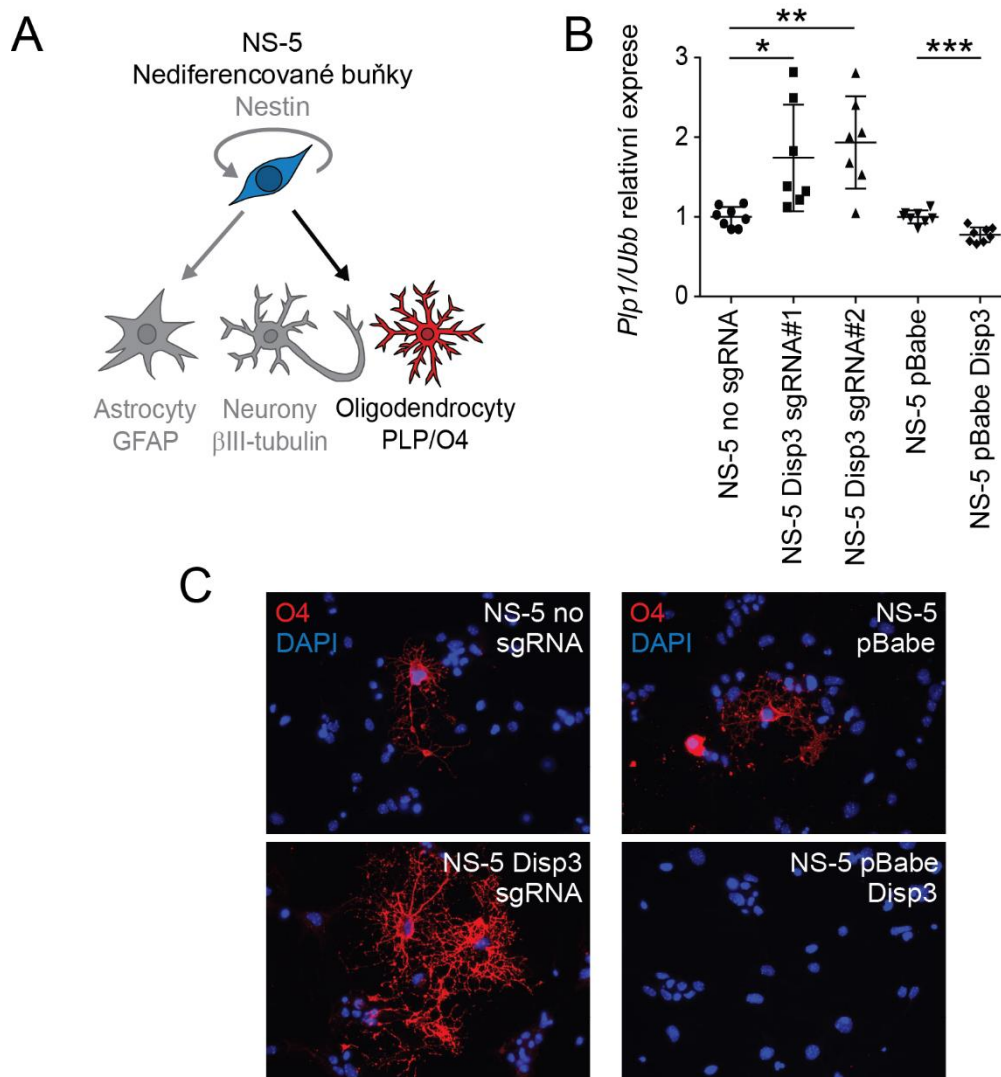 A
NS-5
Nediferencované buňky
Nestin
Astrocyty
GFAP
Neurony
βIII-tubulin
Oligodendrocyty
PLP/O4
B
Plp1/Ubb relativní exprese
3
2
1
0
*
**
***
NS-5 no sgRNA
NS-5 Disp3 sgRNA#1
NS-5 Disp3 sgRNA#2
NS-5 pBabe
NS-5 pBabe Disp3
C
O4
DAPI
NS-5 no
sgRNA
O4
DAPI
NS-5
pBabe
NS-5 Disp3
sgRNA
NS-5 pBabe
Disp3